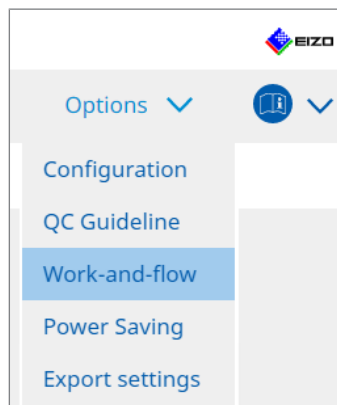 EIZO
Options
Configuration
QC Guideline
Work-and-flow
Power Saving
Export settings